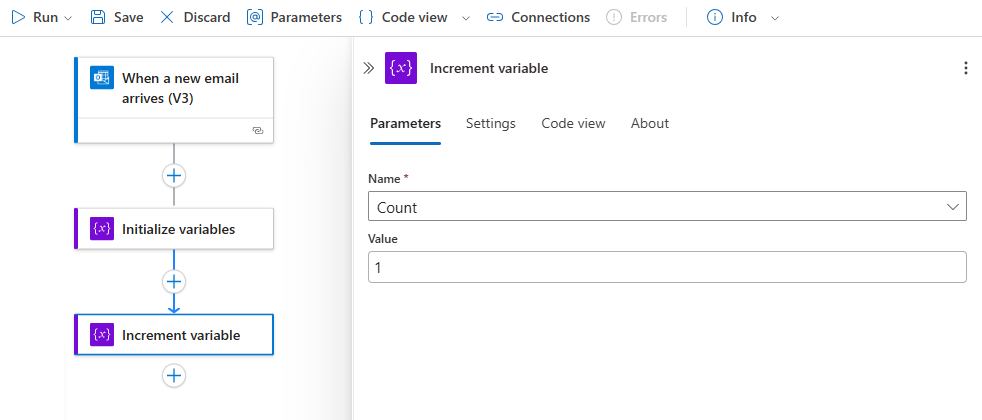 Run Save Discard Parameters Code view Connections Errors Info
When a new email
arrives (V3)
Initialize variables
Increment variable
{x} Increment variable
Parameters Settings Code view About
Name *
Count
Value
1